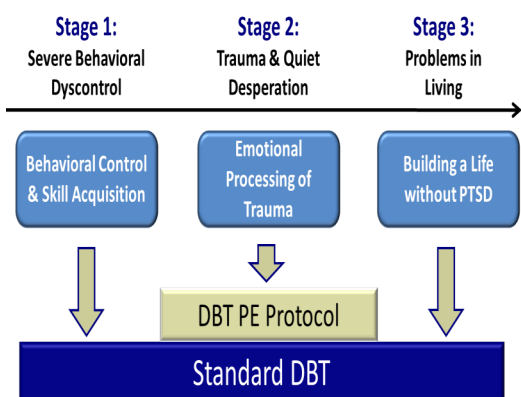 Stage 1:
Severe Behavioral
Dyscontrol
Stage 2:
Trauma & Quiet
Desperation
Stage 3:
Problems in
Living
Behavioral Control
& Skill Acquisition
Emotional
Processing of
Trauma
Building a Life
without PTSD
DBT PE Protocol
Standard DBT